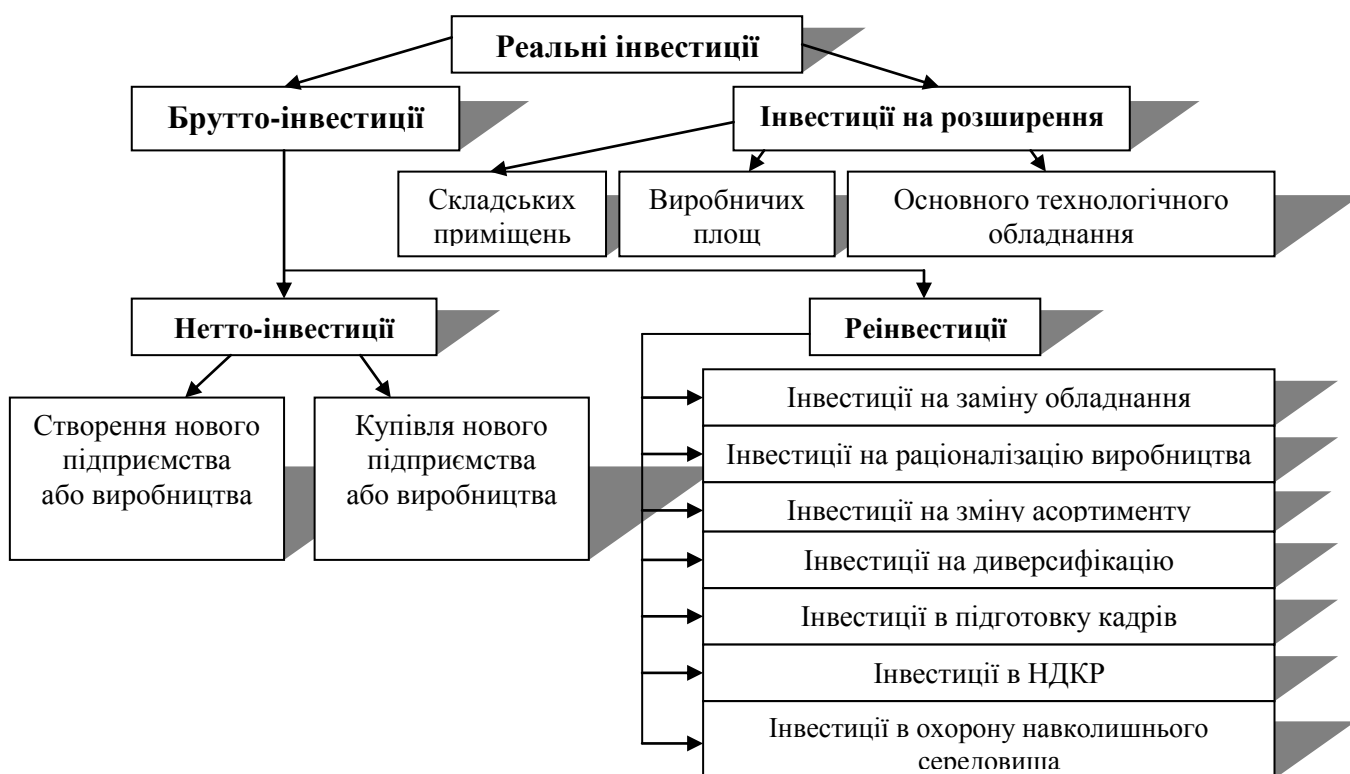 Реальні інвестиції
Брутто-інвестиції
Інвестиції на розширення
Складських
приміщень
Виробничих
площ
Основного технологічного
обладнання
Нетто-інвестиції
Реінвестиції
Створення нового
підприємства
або виробництва
Купівля нового
підприємства
або виробництва
Інвестиції на заміну обладнання
Інвестиції на раціоналізацію виробництва
Інвестиції на зміну асортименту
Інвестиції на диверсифікацію
Інвестиції в підготовку кадрів
Інвестиції в НДКР
Інвестиції в охорону навколишнього
середовища